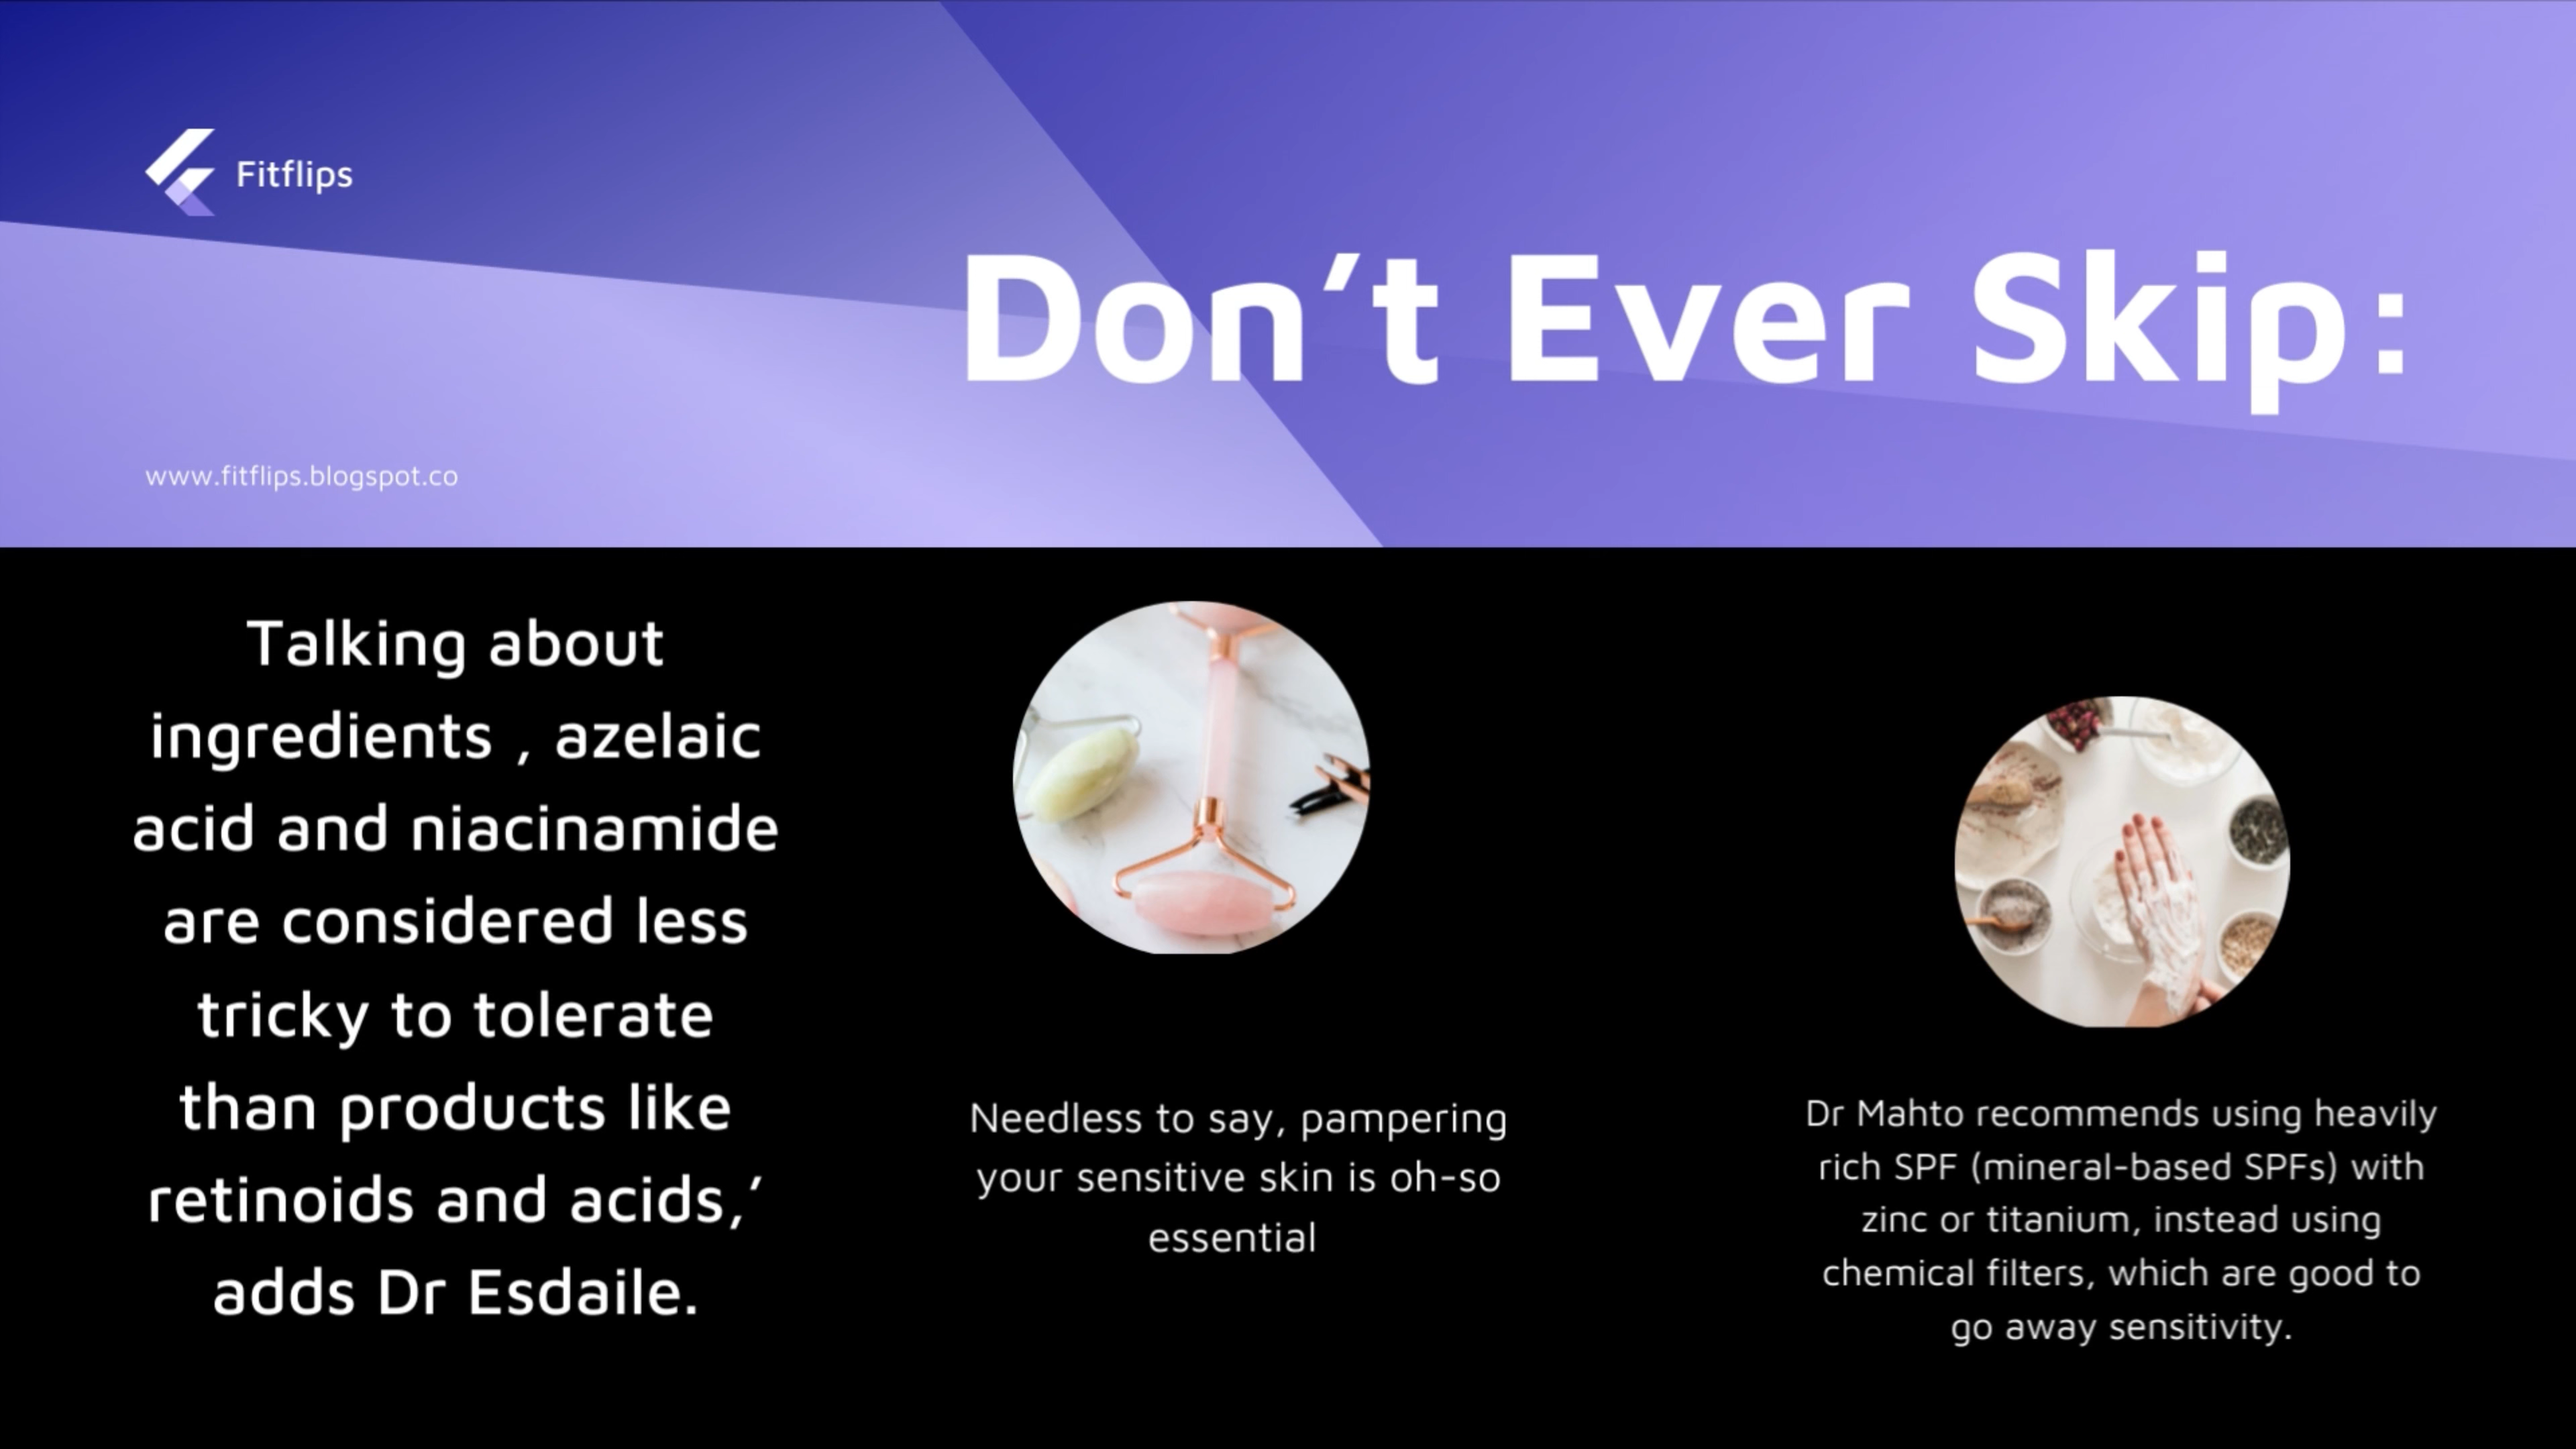 Fitflips
Don’t Ever Skip:
www.fitflips.blogspot.co
Talking about
ingredients , azelaic
acid and niacinamide
are considered less
tricky to tolerate
than products like
retinoids and acids,’
adds Dr Esdaile.
Needless to say, pampering
your sensitive skin is oh-so
essential
Dr Mahto recommends using heavily
rich SPF (mineral-based SPFs) with
zinc or titanium, instead using
chemical filters, which are good to
go away sensitivity.